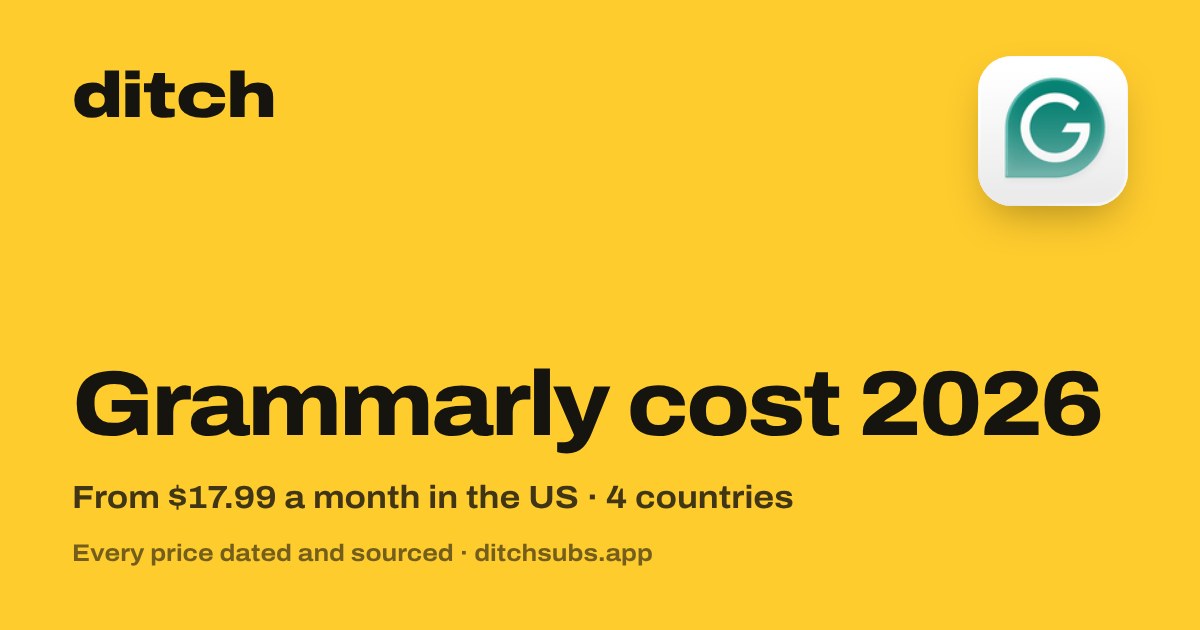 ditch
G
Grammarly cost 2026
From $17.99 a month in the US · 4 countries
Every price dated and sourced · ditchsubs.app